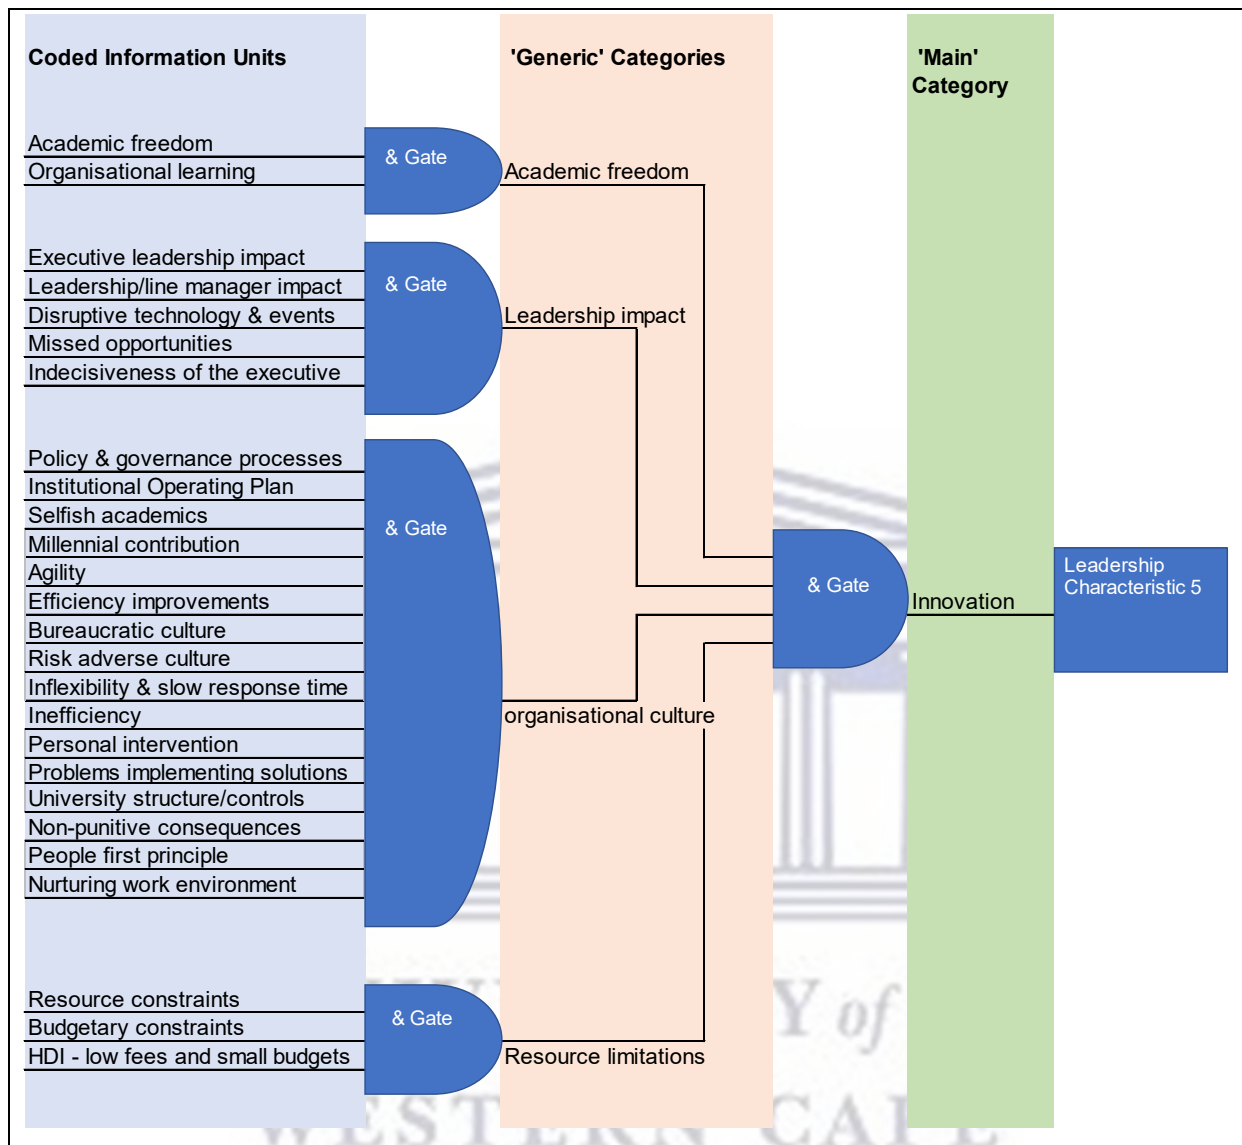 Coded Information Units
'Generic' Categories
'Main'
Category
Academic freedom
Organisational learning
& Gate
Academic freedom
Executive leadership impact
Leadership/line manager impact
Disruptive technology & events
Missed opportunities
Indecisiveness of the executive
& Gate
Leadership impact
Policy & governance processes
Institutional Operating Plan
Selfish academics
Millennial contribution
Agility
Efficiency improvements
Bureaucratic culture
Risk adverse culture
Inflexibility & slow response time
Inefficiency
Personal intervention
Problems implementing solutions
University structure/controls
Non-punitive consequences
People first principle
Nurturing work environment
& Gate
organisational culture
Resource constraints
Budgetary constraints
HDI - low fees and small budgets
& Gate
Resource limitations
& Gate
Innovation
Leadership
Characteristic 5
of
WESTERN CAPE